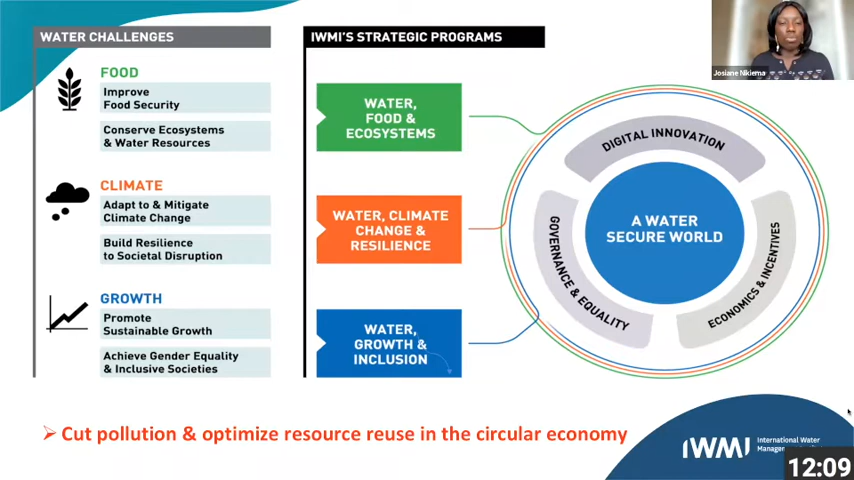 WATER CHALLENGES
FOOD
Improve
Food Security
Conserve Ecosystems
& Water Resources
CLIMATE
Adapt to & Mitigate
Climate Change
Build Resilience
to Societal Disruption
GROWTH
Promote
Sustainable Growth
Achieve Gender Equality
& Inclusive Societies
IWMI'S STRATEGIC PROGRAMS
WATER,
FOOD &
ECOSYSTEMS
WATER, CLIMATE
CHANGE &
RESILIENCE
WATER,
GROWTH &
INCLUSION
DIGITAL INNOVATION
GOVERNANCE & EQUALITY
ECONOMICS & INCENTIVES
A WATER
SECURE WORLD
Josiane Nikiema
Cut pollution & optimize resource reuse in the circular economy
IWMI
International Water
12:09